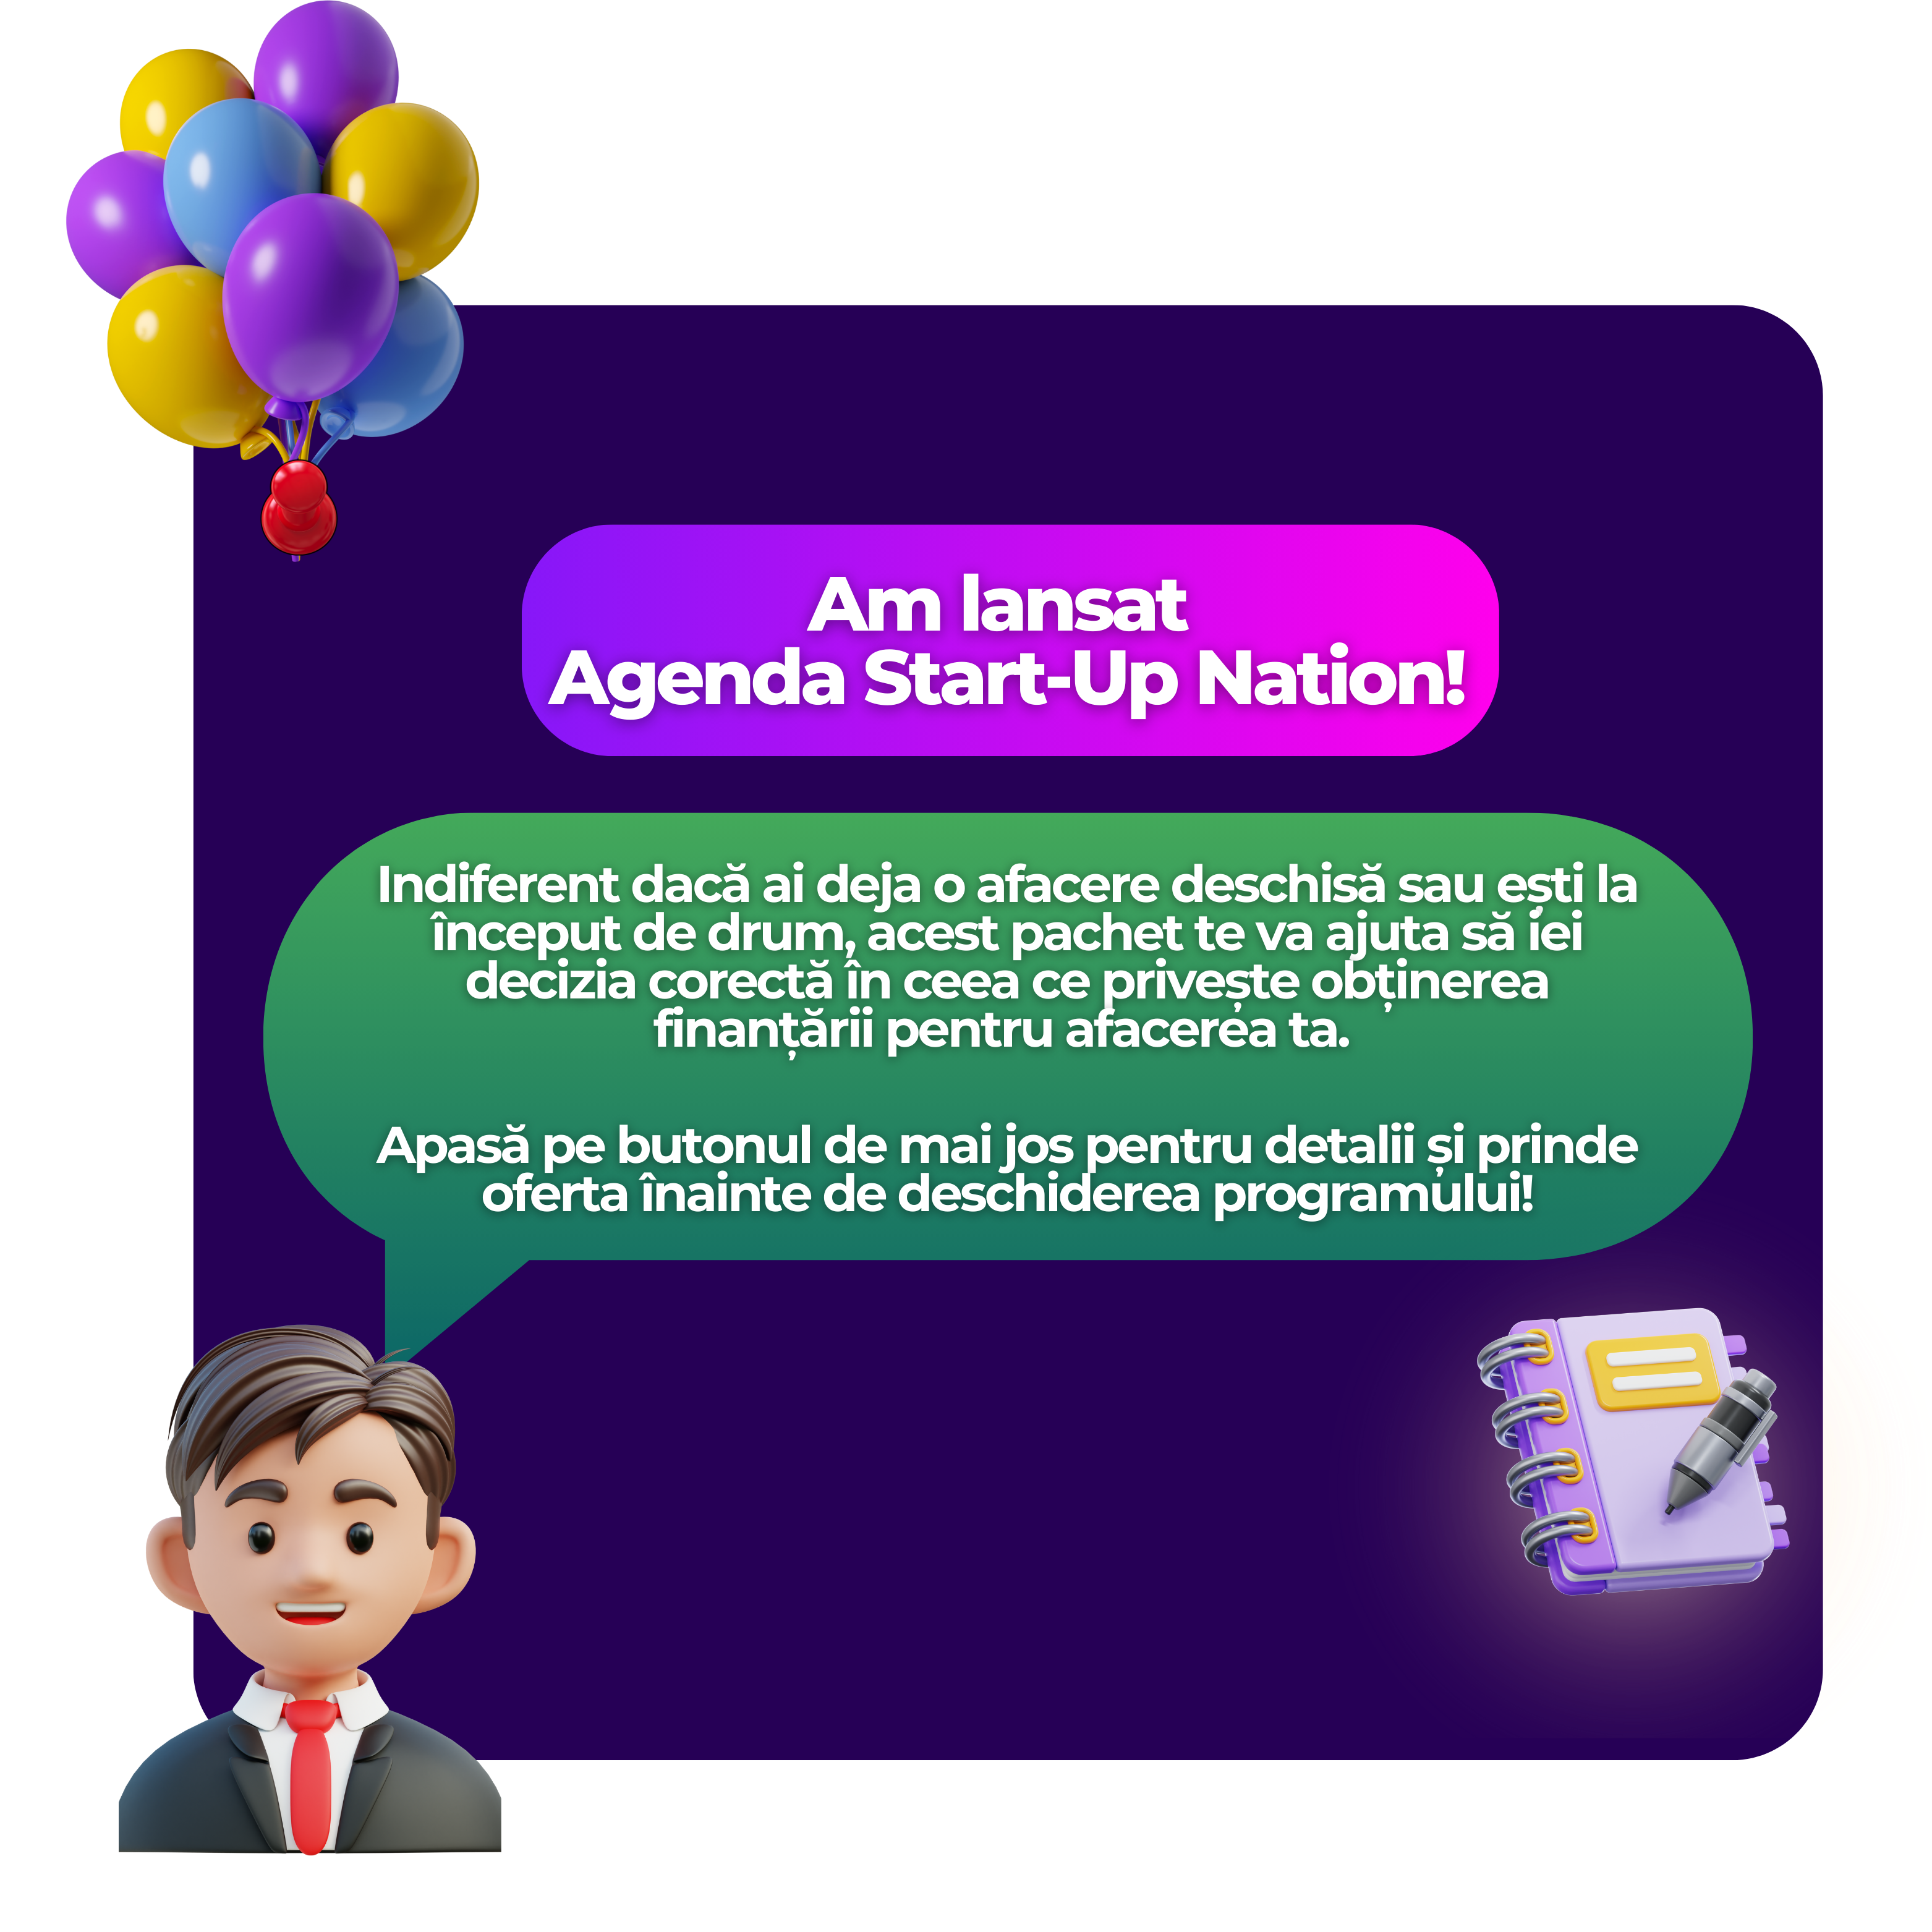 Am lansat
Agenda Start-Up Nation!
Indiferent dacă ai deja o afacere deschisă sau ești la
început de drum, acest pachet te va ajuta să iei
decizia corectă în ceea ce privește obținerea
finanțării pentru afacerea ta.
Apasă pe butonul de mai jos pentru detalii și prinde
oferta înainte de deschiderea programului!